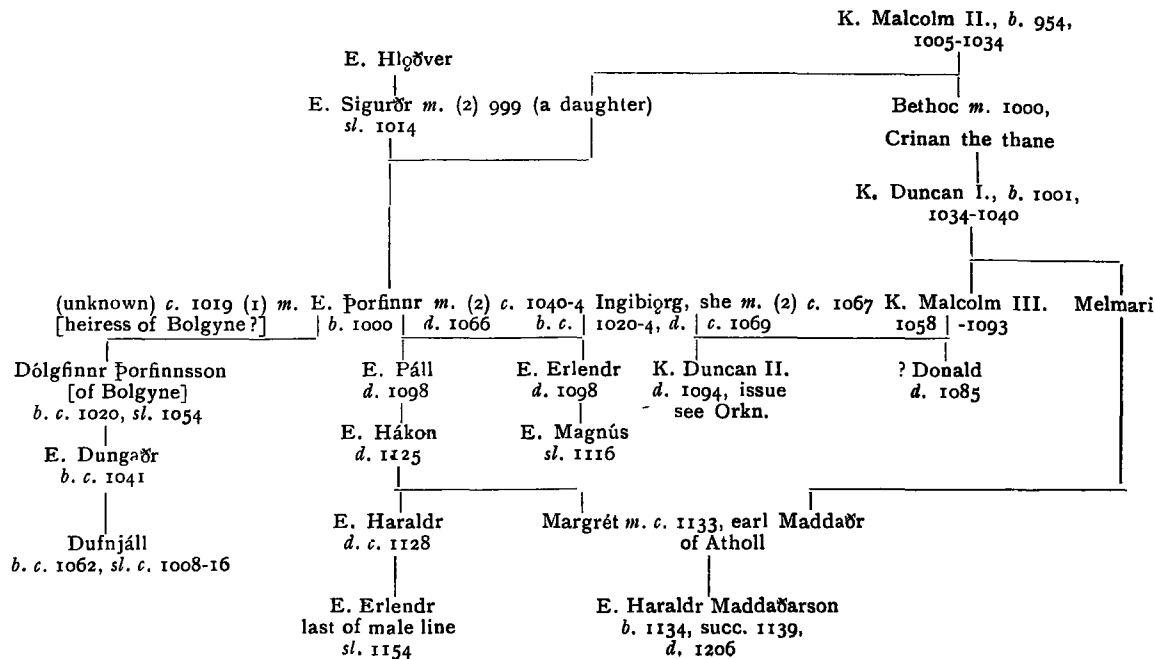 K. Malcolm II., b. 954,
1005-1034
E. Hlǫðver
E. Sigurðr m. (2) 999 (a daughter)
sl. 1014
Bethoc m. 1000,
Crinan the thane
K. Duncan I., b. 1001,
1034-1040
(unknown) c. 1019 (1) m. E. Þorfinnr m. (2) c. 1040-4 Ingibiǫrg, she m. (2) c. 1067 K. Malcolm III. Melmari
[heiress of Bolgyne ?] b. 1000 d. 1066 b. c. 1020-4, d. c. 1069 1058 -1093
Dólgfinnr Þorfinnsson
[of Bolgyne]
b. c. 1020, sl. 1054
E. Páll
d. 1098
E. Erlendr
d. 1098
K. Duncan II.
d. 1094, issue
see Orkn.
? Donald
d. 1085
E. Dungaðr
b. c. 1041
E. Hákon
d. 1125
E. Magnús
sl. 1116
Dufnjáll
b. c. 1062, sl. c. 1008-16
E. Haraldr
d. c. 1128
Margrét m. c. 1133, earl Maddaðr
of Atholl
E. Erlendr
last of male line
sl. 1154
E. Haraldr Maddaðarson
b. 1134, succ. 1139,
d. 1206